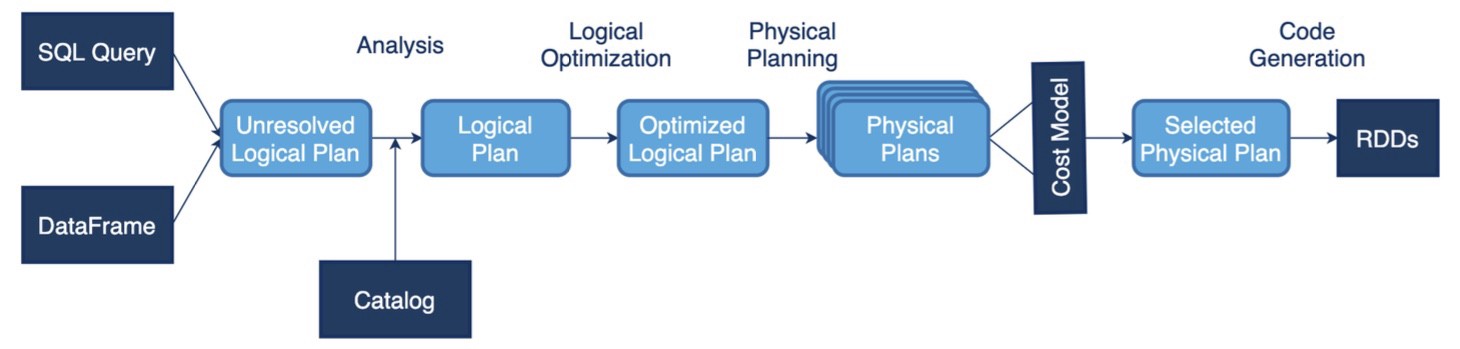 SQL Query
DataFrame
Unresolved
Logical Plan
Analysis
Catalog
Logical
Plan
Logical
Optimization
Optimized
Logical Plan
Physical
Planning
Physical
Plans
Cost Model
Selected
Physical Plan
Code
Generation
RDDs